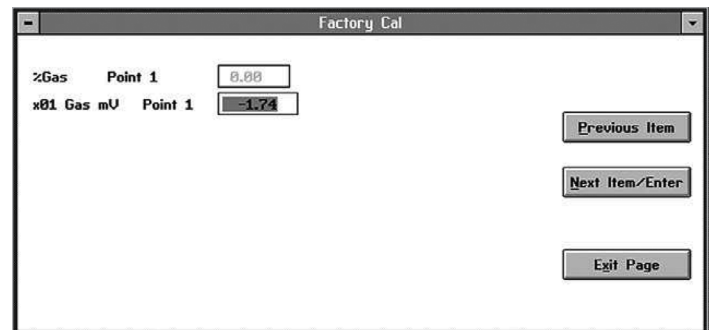 Factory Cal
%Gas Point 1 0.00
x01 Gas mV Point 1 -1.74
Previous Item
Next Item/Enter
Exit Page